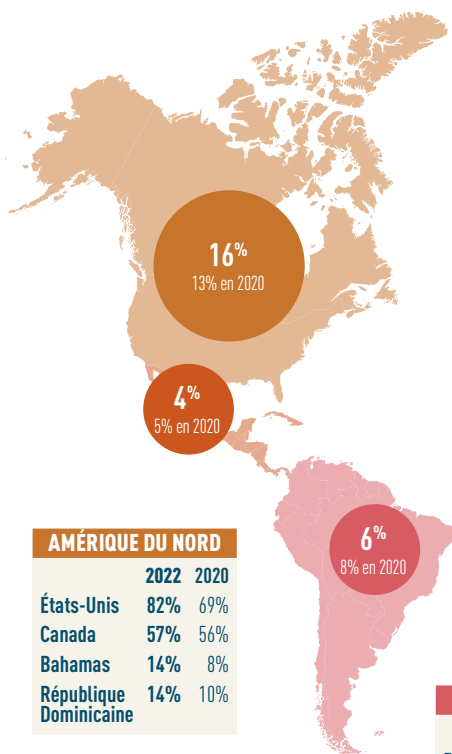 16%
13% en 2020
4%
5% en 2020
6%
8% en 2020
AMÉRIQUE DU NORD
2022 2020
États-Unis 82% 69%
Canada 57% 56%
Bahamas 14% 8%
République
Dominicaine 14% 10%